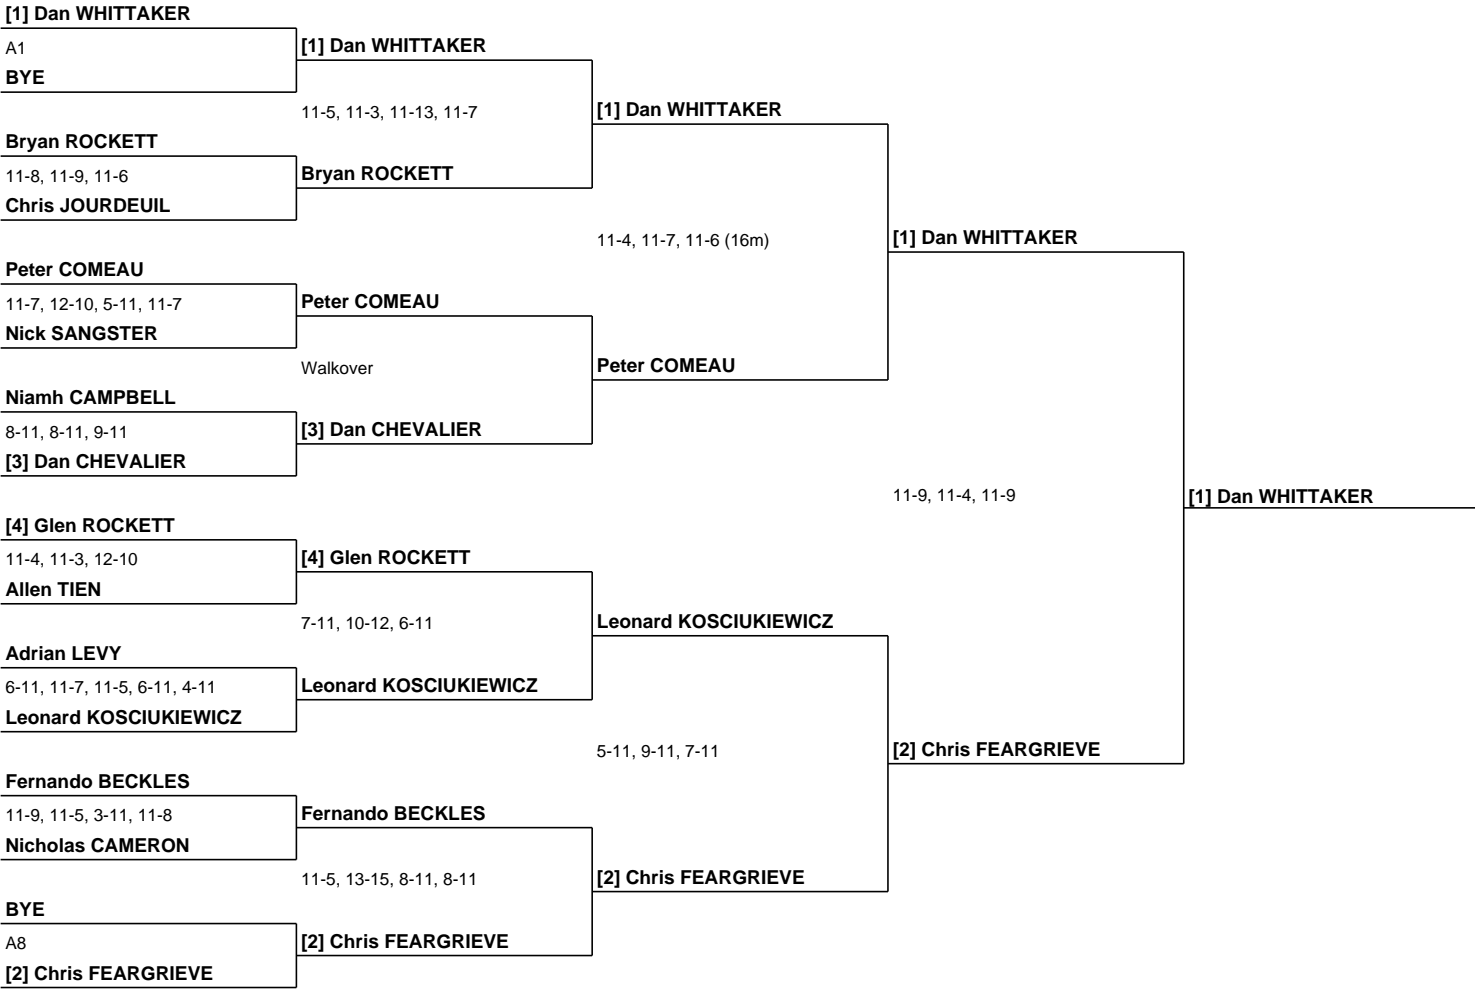 [1] Dan WHITTAKER
A1
BYE
Bryan ROCKETT
11-8, 11-9, 11-6
Chris JOURDEUIL
Peter COMEAU
11-7, 12-10, 5-11, 11-7
Nick SANGSTER
Niamh CAMPBELL
8-11, 8-11, 9-11
[3] Dan CHEVALIER
[4] Glen ROCKETT
11-4, 11-3, 12-10
Allen TIEN
Adrian LEVY
6-11, 11-7, 11-5, 6-11, 4-11
Leonard KOSCIUKIEWICZ
Fernando BECKLES
11-9, 11-5, 3-11, 11-8
Nicholas CAMERON
BYE
A8
[2] Chris FEARGRIEVE
[1] Dan WHITTAKER
11-5, 11-3, 11-13, 11-7
Bryan ROCKETT
Peter COMEAU
Walkover
[3] Dan CHEVALIER
[4] Glen ROCKETT
7-11, 10-12, 6-11
Leonard KOSCIUKIEWICZ
Fernando BECKLES
11-5, 13-15, 8-11, 8-11
[2] Chris FEARGRIEVE
[1] Dan WHITTAKER
11-4, 11-7, 11-6 (16m)
Peter COMEAU
Leonard KOSCIUKIEWICZ
5-11, 9-11, 7-11
[2] Chris FEARGRIEVE
[1] Dan WHITTAKER
11-9, 11-4, 11-9
[2] Chris FEARGRIEVE
[1] Dan WHITTAKER